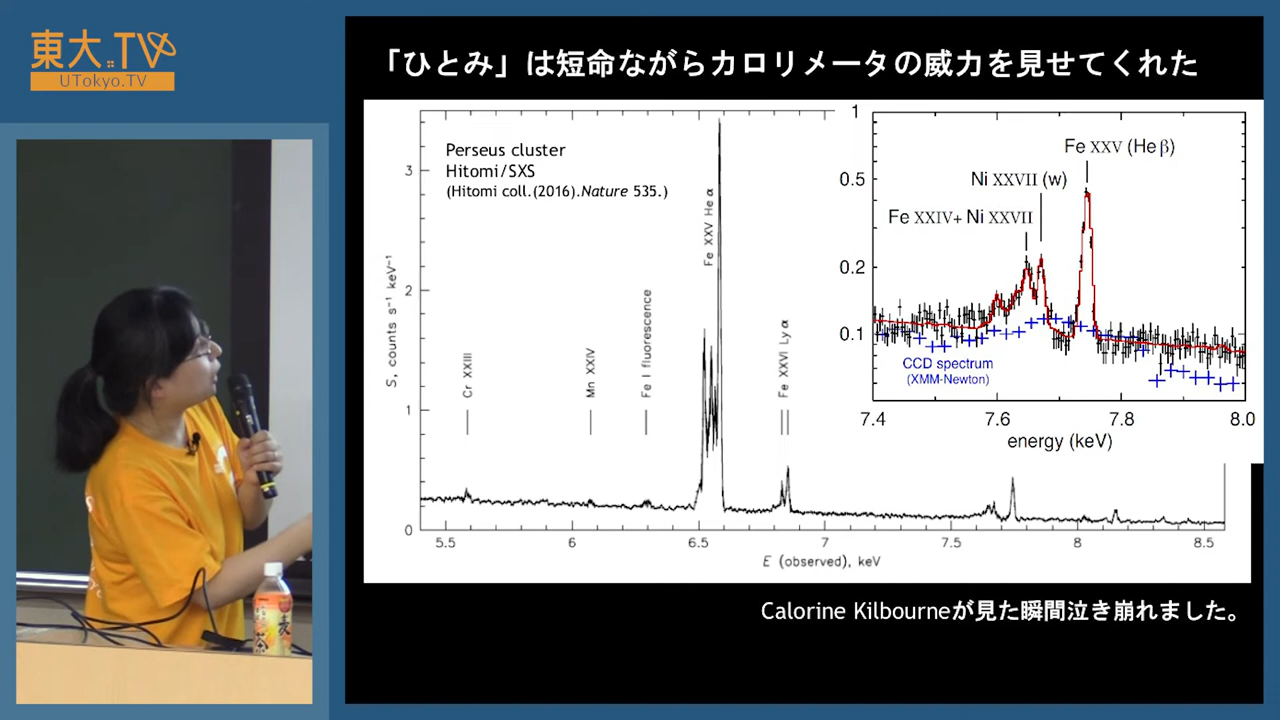 東大.TV
UTokyo.TV
「ひとみ」は短命ながらカロリメータの威力を見せてくれた
Perseus cluster
Hitomi/SXS
(Hitomi coll.(2016).Nature 535.)
S, counts s⁻¹ keV⁻¹
3
2
1
0
Cr XXIII
Mn XXIV
Fe I fluorescence
Fe XXV He α
Fe XXVI Ly α
5.5 6 6.5 7 7.5 8 8.5
E (observed), keV
1
0.5
0.2
0.1
Fe XXV (He β)
Ni XXVII (w)
Fe XXIV+ Ni XXVII
CCD spectrum
(XMM-Newton)
7.4 7.6 7.8 8.0
energy (keV)
Calorine Kilbourneが見た瞬間泣き崩れました。
麦
茶